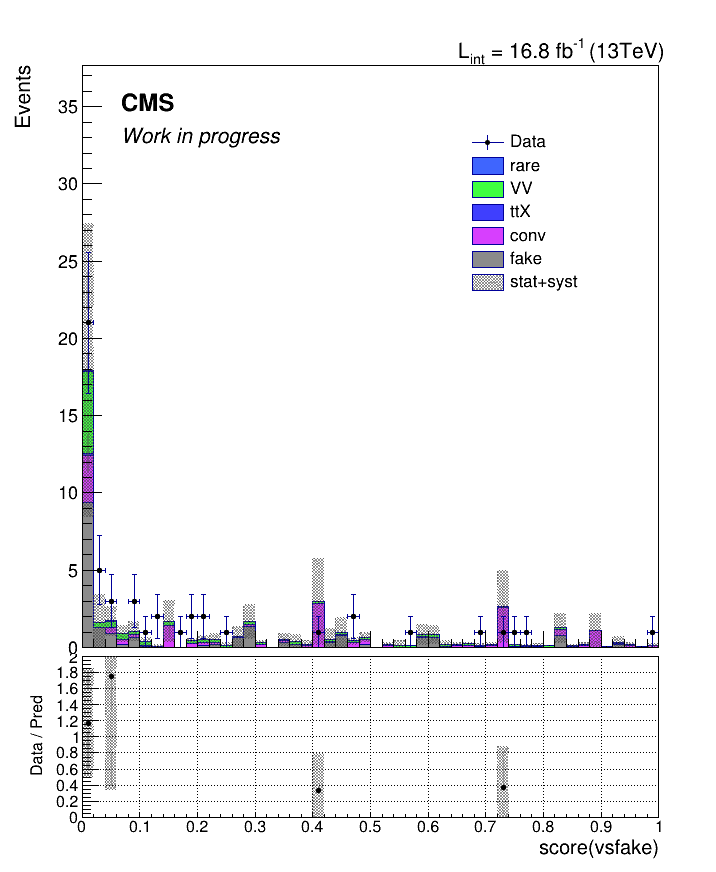 L_int = 16.8 fb^-1 (13TeV)
Events
CMS
Work in progress
Data
rare
VV
ttX
conv
fake
stat+syst
35
30
25
20
15
10
5
0
Data / Pred
2
1.8
1.6
1.4
1.2
1
0.8
0.6
0.4
0.2
0
0 0.1 0.2 0.3 0.4 0.5 0.6 0.7 0.8 0.9 1
score(vsfake)